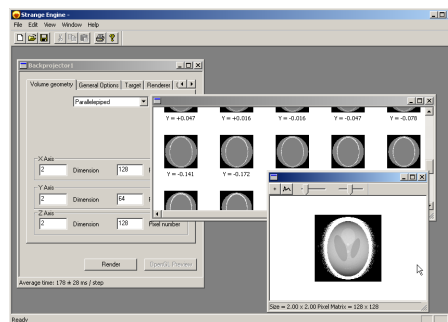 Strange Engine -
File Edit View Window Help
Backprojector1
Volume geometry General Options Target Renderer
Parallelepiped
X Axis
2 Dimension 128
Y Axis
2 Dimension 64
Z Axis
2 Dimension 128 Pixel number
Render OpenGL Preview
Average time: 178 ± 28 ms / step
Y = +0.047 Y = +0.016 Y = -0.016 Y = -0.047 Y = -0.078
Y = -0.141 Y = -0.172
Size = 2.00 x 2.00 Pixel Matrix = 128 x 128
Ready